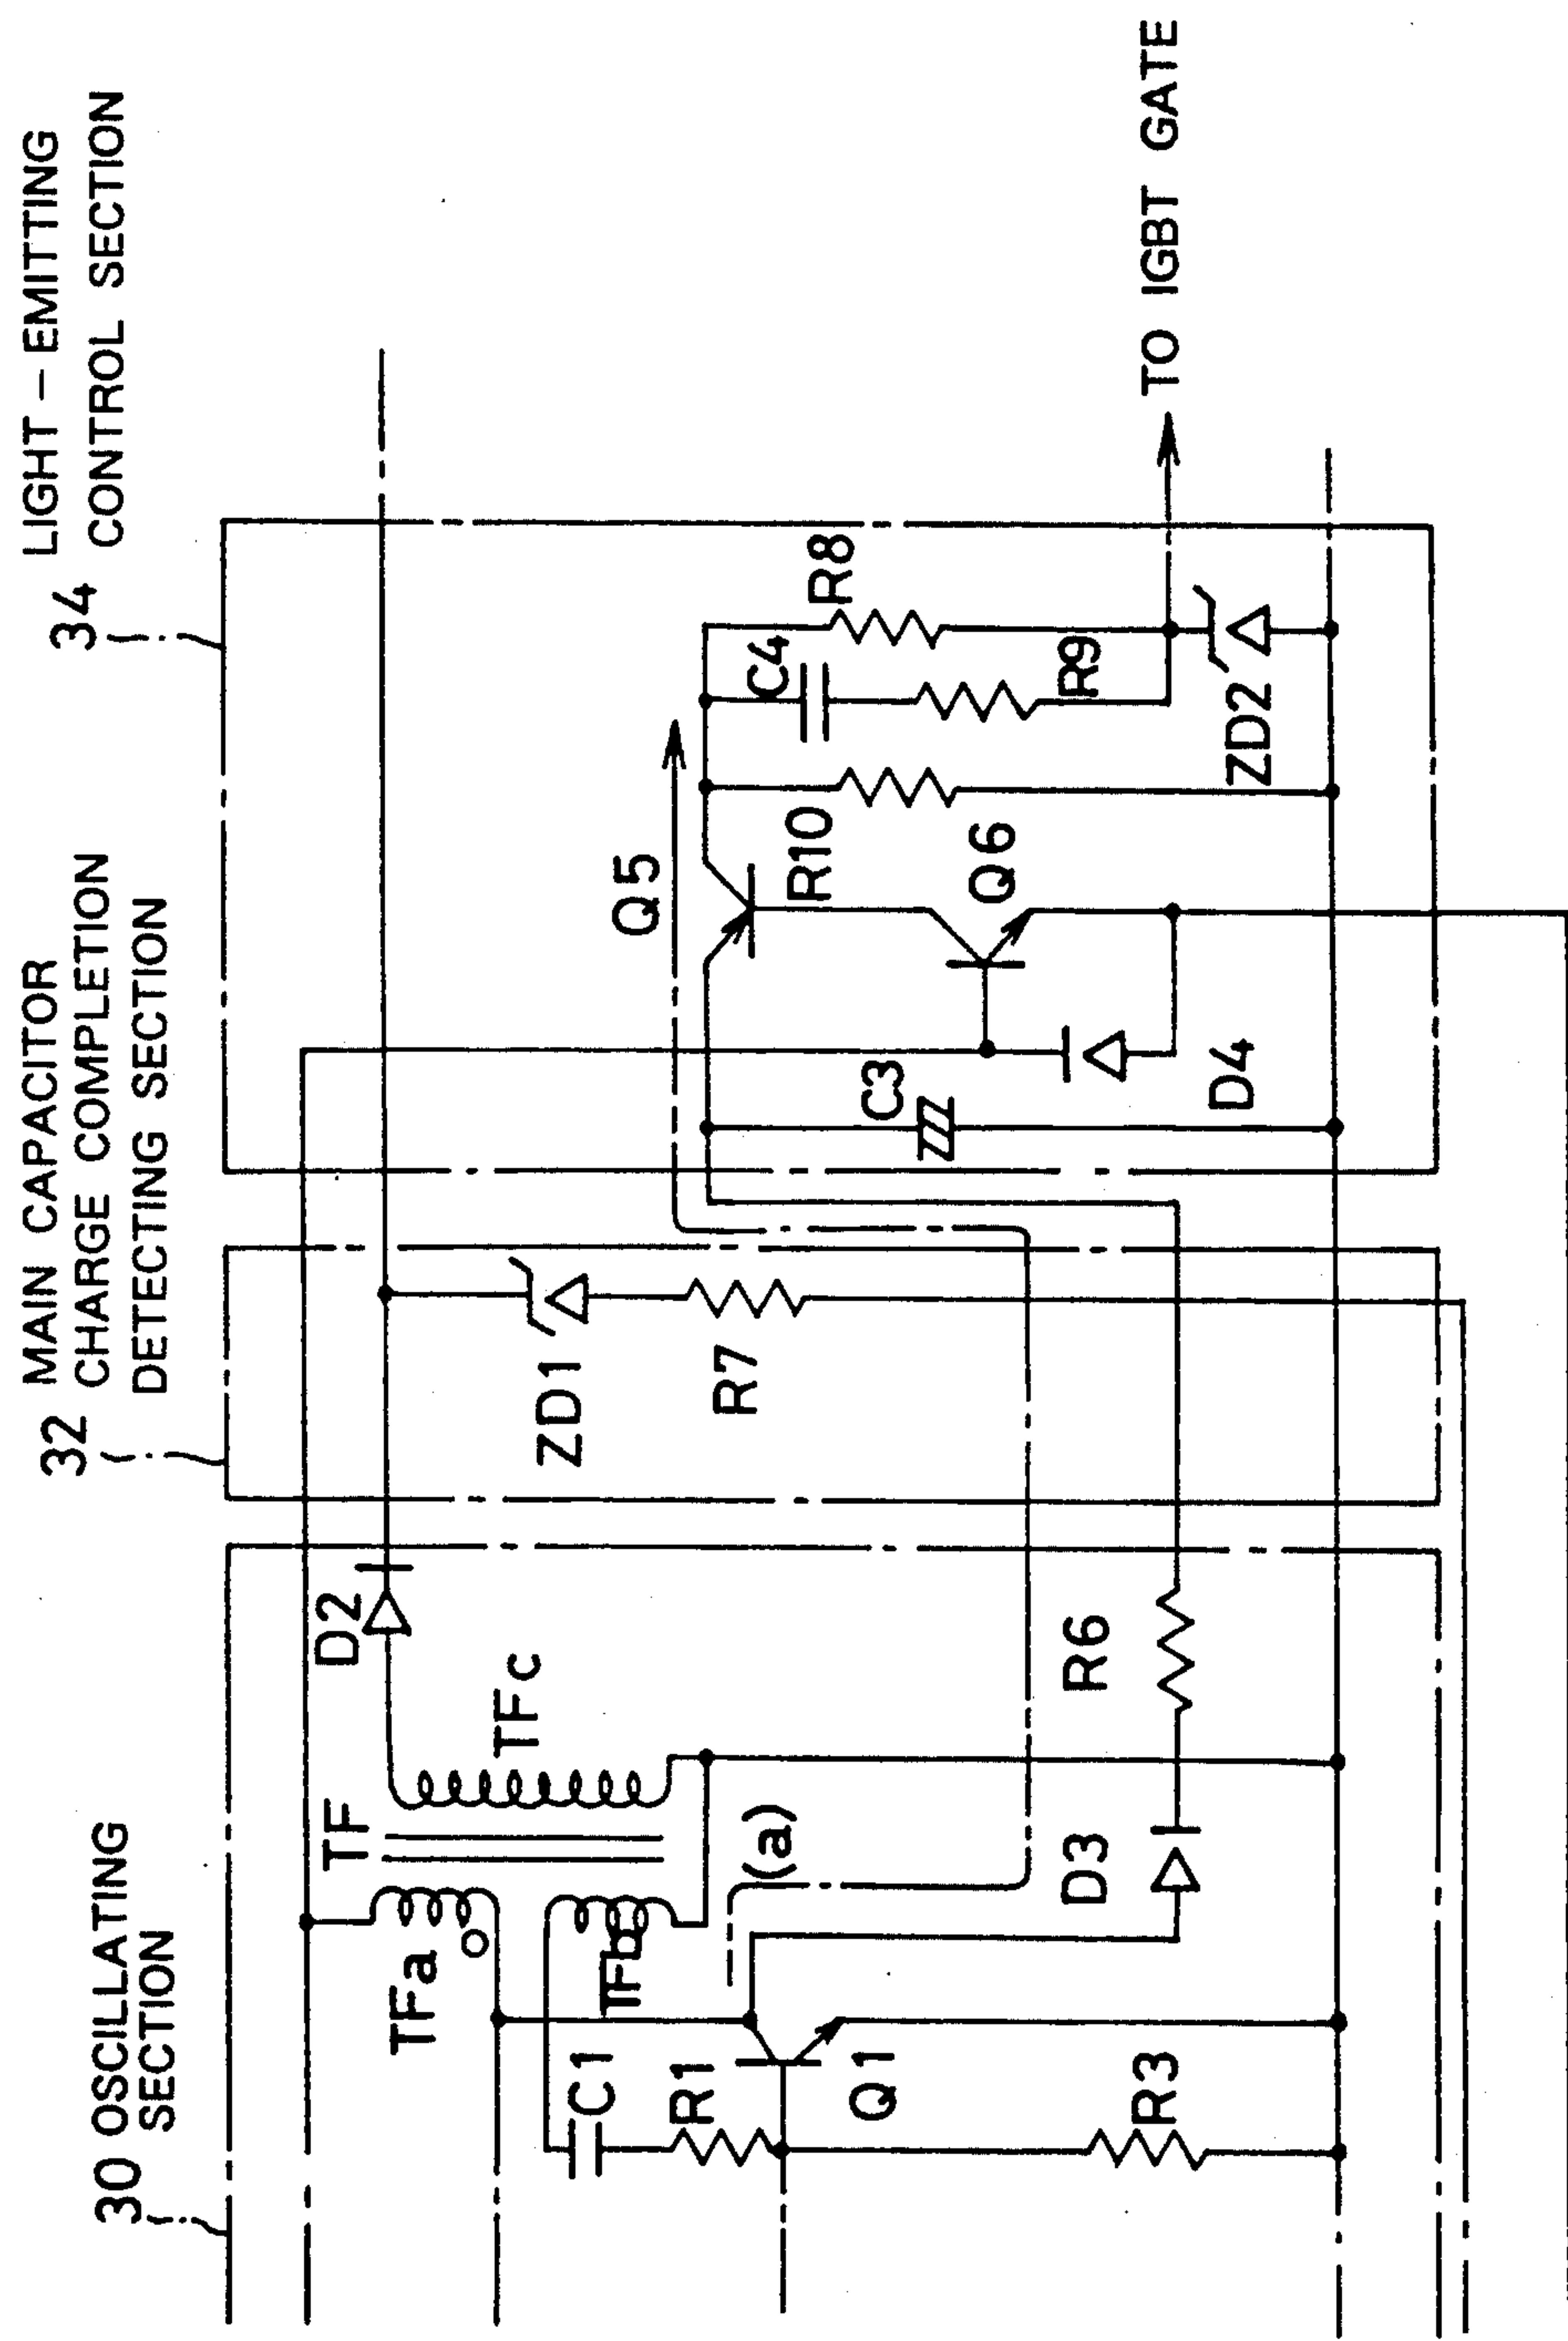 30 OSCILLATING
SECTION
32 MAIN CAPACITOR
CHARGE COMPLETION
DETECTING SECTION
34 LIGHT-EMITTING
CONTROL SECTION
TFa
TF
TFb
TFc
D2
C1
R1
Q1
R3
(a)
D3
R6
ZD1
R7
C3
D4
Q5
Q6
R10
C4
R9
R8
ZD2
TO IGBT GATE